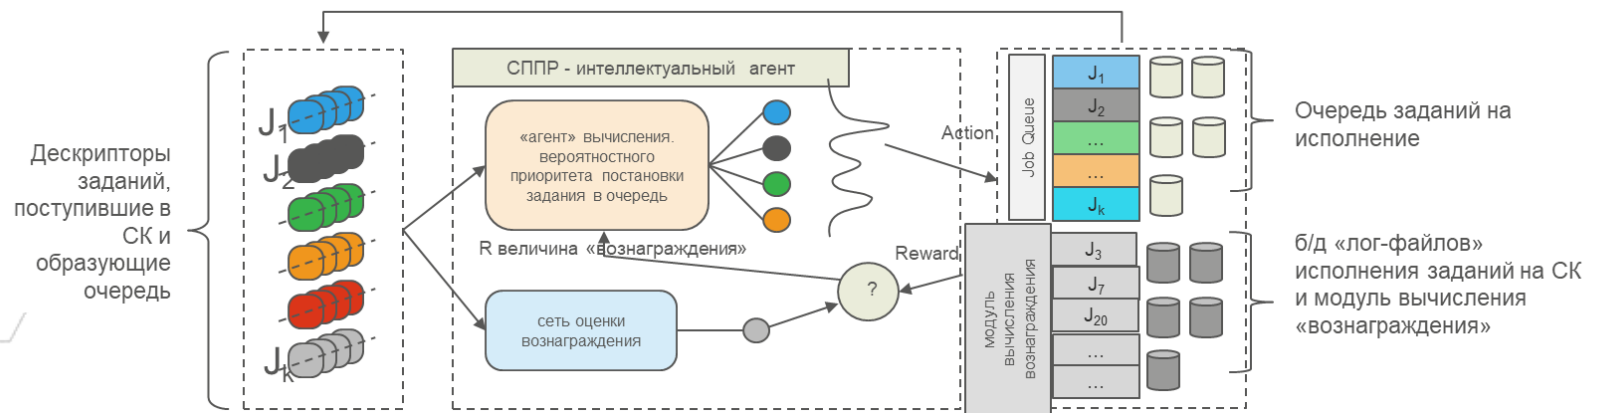 Дескрипторы
заданий,
поступившие в
СК и
образующие
очередь
J1
J2
Jk
СППР - интеллектуальный агент
«агент» вычисления.
вероятностного
приоритета постановки
задания в очередь
R величина «вознаграждения»
сеть оценки
вознаграждения
?
Action
Reward
Job Queue
J1
J2
...
...
Jk
модуль
вычисления
вознаграждения
J3
J7
J20
...
...
Очередь заданий на
исполнение
б/д «лог-файлов»
исполнения заданий на СК
и модуль вычисления
«вознаграждения»